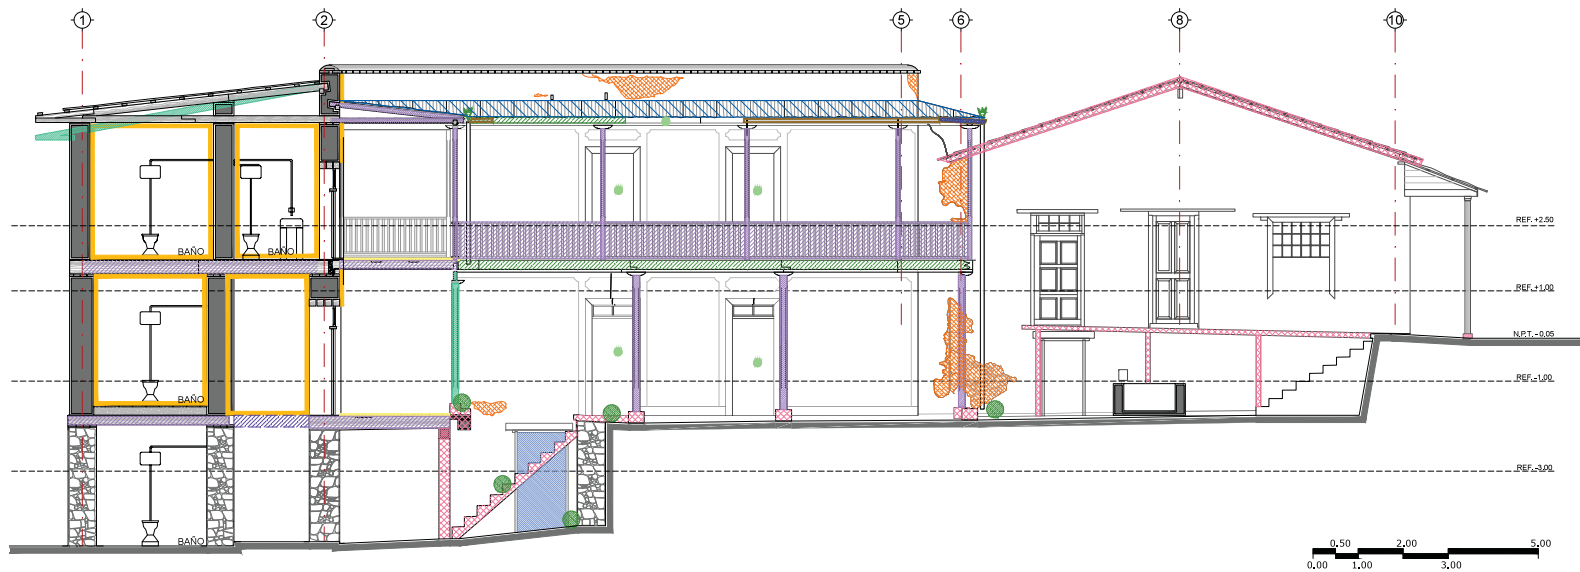 1 2 5 6 8 10
REF. +2.50
BAÑO BAÑO
REF. +1.00
N.P.T. - 0.05
REF. -1.00
BAÑO
REF. -3.00
BAÑO
0.50 2.00 5.00
0.00 1.00 3.00